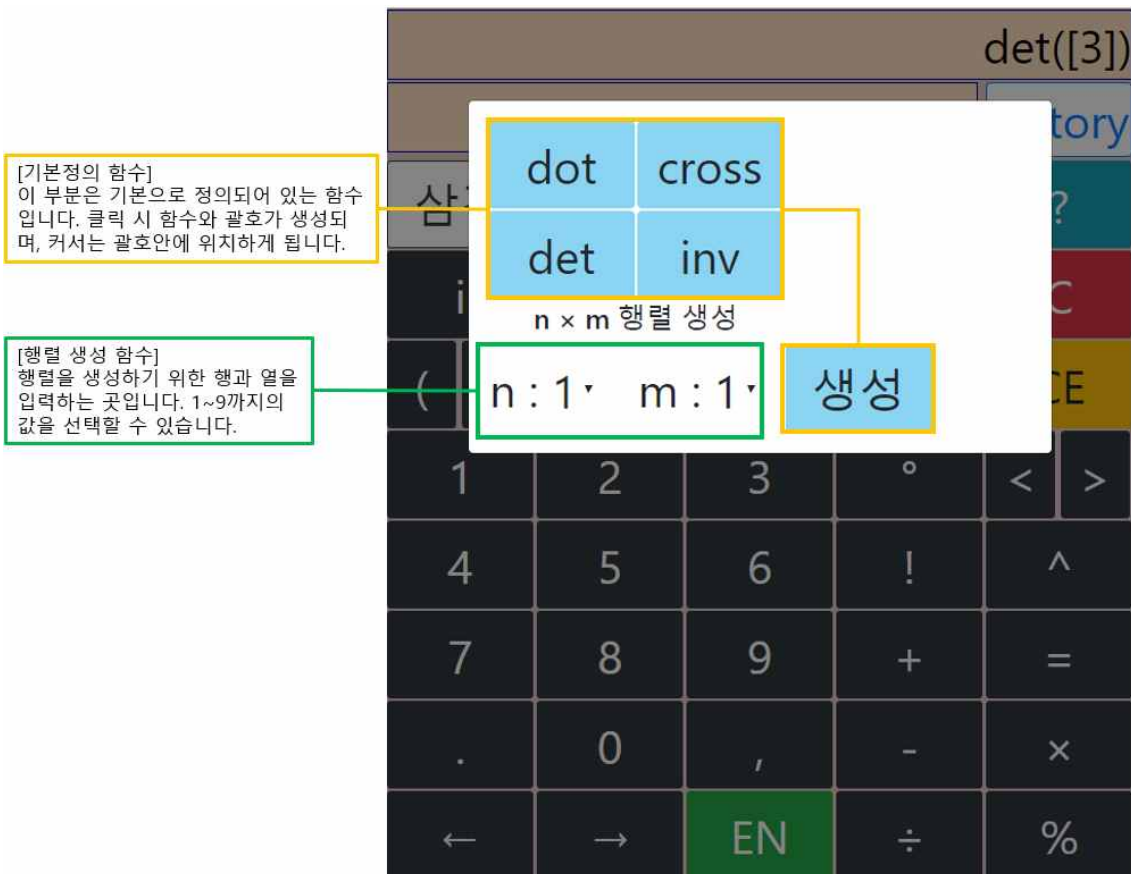 det([3])
tory
[기본정의 함수]
이 부분은 기본으로 정의되어 있는 함수
입니다. 클릭 시 함수와 괄호가 생성되
며, 커서는 괄호안에 위치하게 됩니다.
dot cross
삼 ?
det inv
i C
n × m 행렬 생성
[행렬 생성 함수]
행렬을 생성하기 위한 행과 열을
입력하는 곳입니다. 1~9까지의
값을 선택할 수 있습니다.
( n : 1 m : 1 생성 CE
1 2 3 ° < >
4 5 6 ! ^
7 8 9 + =
. 0 , - ×
← → EN ÷ %